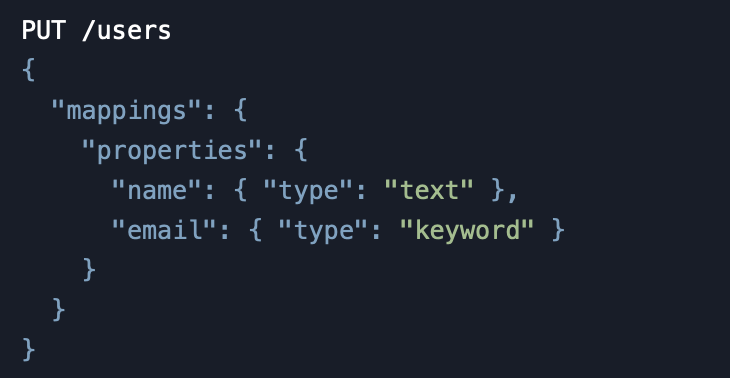 PUT /users
{
  "mappings": {
    "properties": {
      "name": { "type": "text" },
      "email": { "type": "keyword" }
    }
  }
}